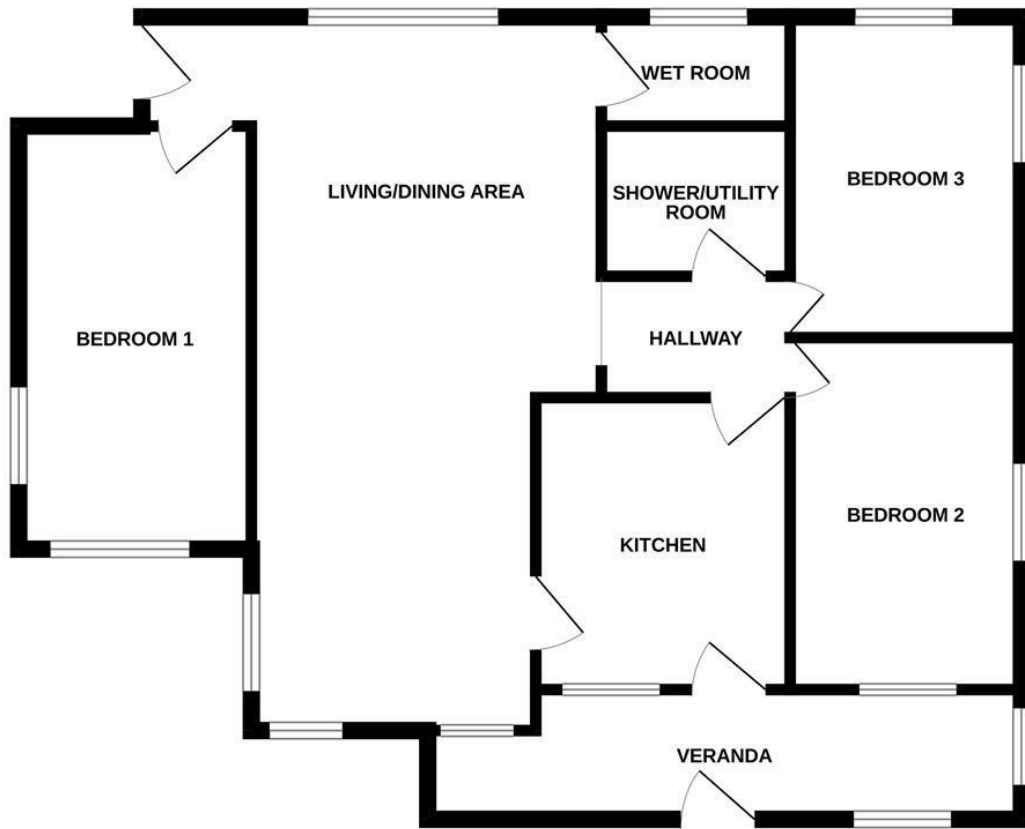 WET ROOM
LIVING/DINING AREA
SHOWER/UTILITY
ROOM
BEDROOM 3
BEDROOM 1
HALLWAY
KITCHEN
BEDROOM 2
VERANDA